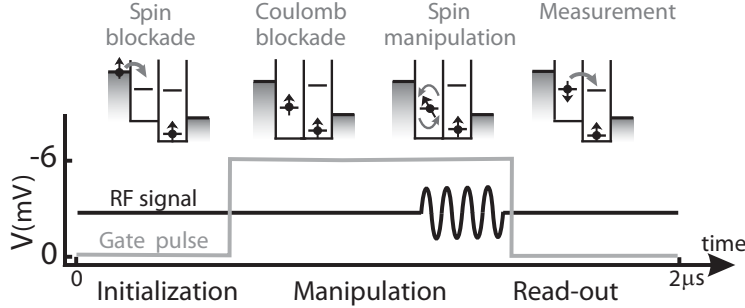 Spin
blockade
Coulomb
blockade
Spin
manipulation
Measurement
-6
V(mV)
RF signal
Gate pulse
0
time
0
2μs
Initialization
Manipulation
Read-out